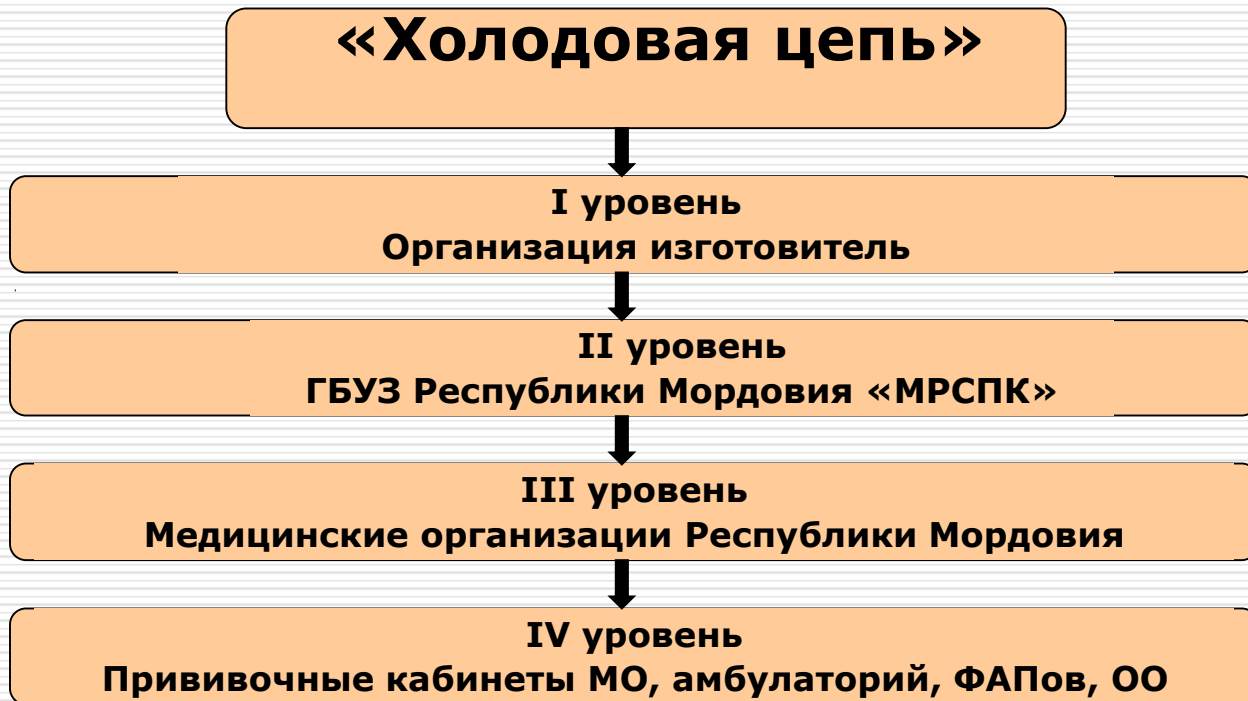 «Холодовая цепь»
I уровень
Организация изготовитель
II уровень
ГБУЗ Республики Мордовия «МРСПК»
III уровень
Медицинские организации Республики Мордовия
IV уровень
Прививочные кабинеты МО, амбулаторий, ФАПов, ОО